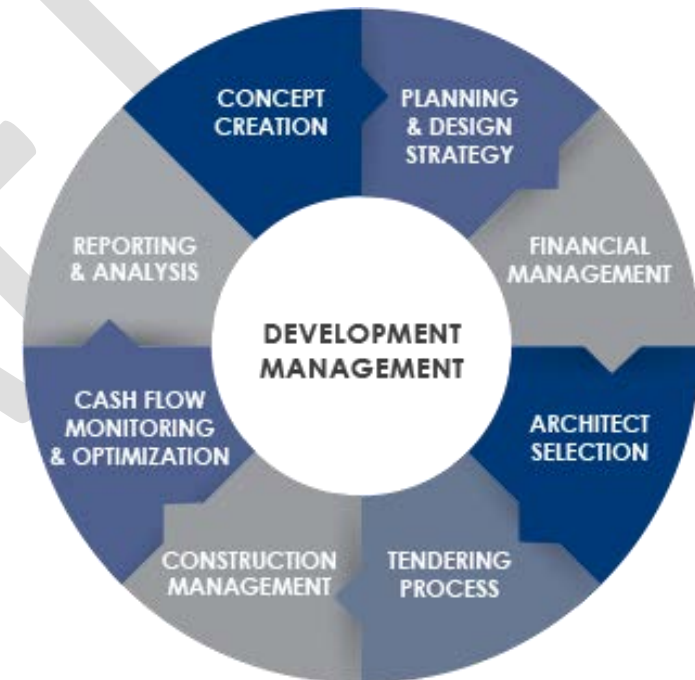 CONCEPT
CREATION
PLANNING
& DESIGN
STRATEGY
FINANCIAL
MANAGEMENT
ARCHITECT
SELECTION
TENDERING
PROCESS
CONSTRUCTION
MANAGEMENT
CASH FLOW
MONITORING
& OPTIMIZATION
REPORTING
& ANALYSIS
DEVELOPMENT
MANAGEMENT